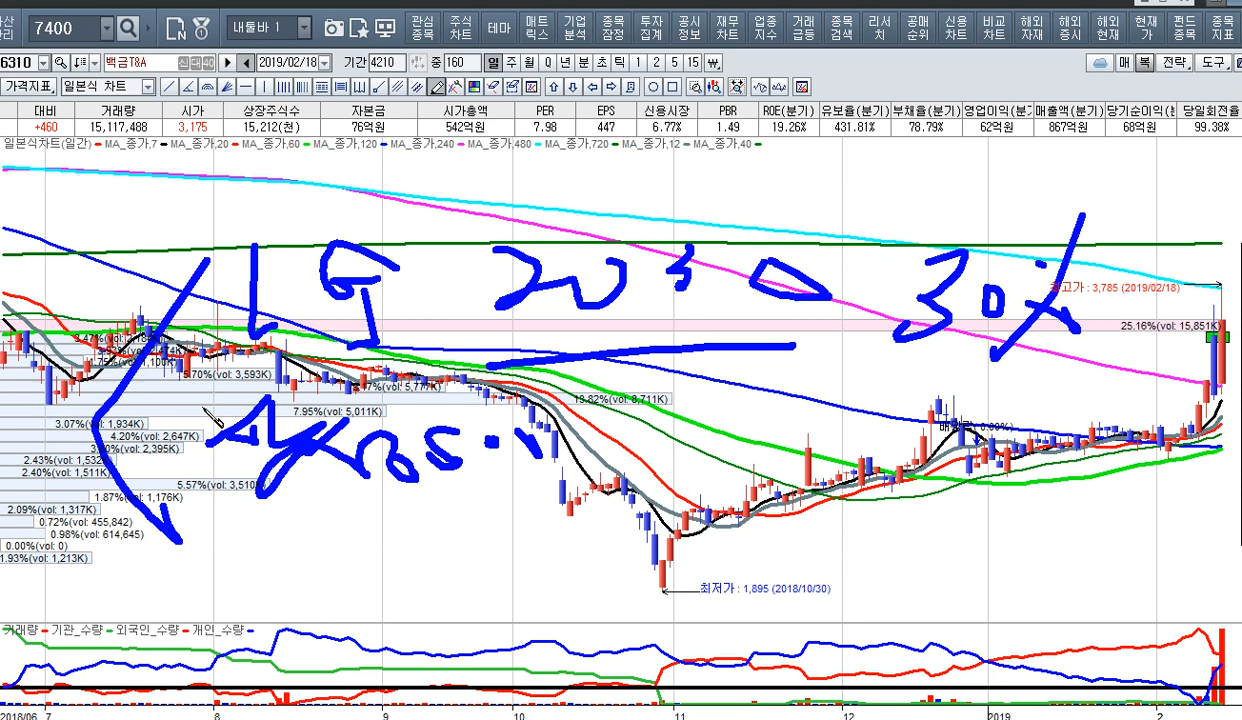 7400 내툴바 1 관심종목 주식차트 테마 매트릭스 기업분석 종목잠정 투자집계 공시정보 재무차트 업종지수 거래급등 종목검색 리서치 공매순위 신용차트 비교차트 해외자재 해외증시 해외현재 현재가 펀드종목 종목지표
6310 백금T&A 신 대 40 2019/02/18 기간 4210 중 160 일 주 월 Q 년 분 초 틱 1 2 5 15 매 복 전략 도구
가격지표 일본식 차트
대비 거래량 시가 상장주식수 자본금 시가총액 PER EPS 신용시장 PBR ROE(분기) 유보율(분기) 부채율(분기) 영업이익(분기 매출액(분기) 당기순이익( 당일회전율
+460 15,117,488 3,175 15,212(천) 76억원 542억원 7.98 447 6.77% 1.49 19.26% 431.81% 78.79% 62억원 867억원 68억원 99.38%
일본식차트(일간) MA_종가,7 MA_종가,20 MA_종가,60 MA_종가,120 MA_종가,240 MA_종가,480 MA_종가,720 MA_종가,12 MA_종가,40
30%
최고가 : 3,785 (2019/02/18)
25.16%(vol: 15,851K)
5.70%(vol: 3,593K)
13.82%(vol: 8,711K)
7.95%(vol: 5,011K)
3.07%(vol: 1,934K)
4.20%(vol: 2,647K)
2.40%(vol: 1,511K)
1.87%(vol: 1,176K)
2.09%(vol: 1,317K)
0.72%(vol: 455,842)
0.98%(vol: 614,645)
0.00%(vol: 0)
1.93%(vol: 1,213K)
최저가 : 1,895 (2018/10/30)
거래량 기관_수량 외국인_수량 개인_수량
2018/06 7 8 9 10 11 12 2019 2